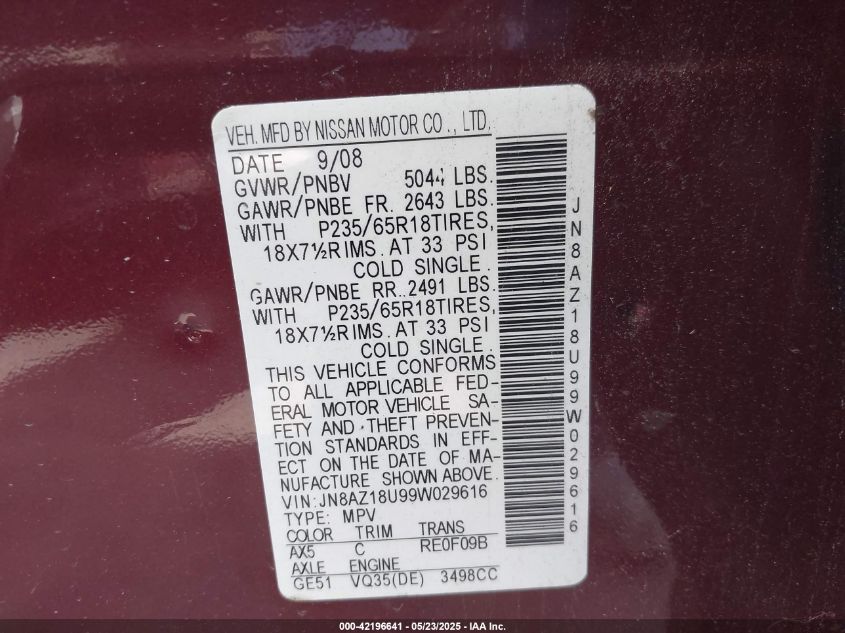 VEH. MFD BY NISSAN MOTOR CO., LTD.
DATE 9/08
GVWR/PNBV 5044 LBS.
GAWR/PNBE FR. 2643 LBS.
WITH P235/65R18TIRES,
18X7½RIMS. AT 33 PSI
COLD SINGLE.
GAWR/PNBE RR. 2491 LBS.
WITH P235/65R18TIRES,
18X7½RIMS. AT 33 PSI
COLD SINGLE.
THIS VEHICLE CONFORMS
TO ALL APPLICABLE FED-
ERAL MOTOR VEHICLE SA-
FETY AND THEFT PREVEN-
TION STANDARDS IN EFF-
ECT ON THE DATE OF MA-
NUFACTURE SHOWN ABOVE.
VIN:JN8AZ18U99W029616
TYPE: MPV
COLOR TRIM TRANS
AX5 C RE0F09B
AXLE ENGINE
GE51 VQ35(DE) 3498CC
JN8AZ18U99W029616
000-42196641 - 05/23/2025 - IAA Inc.